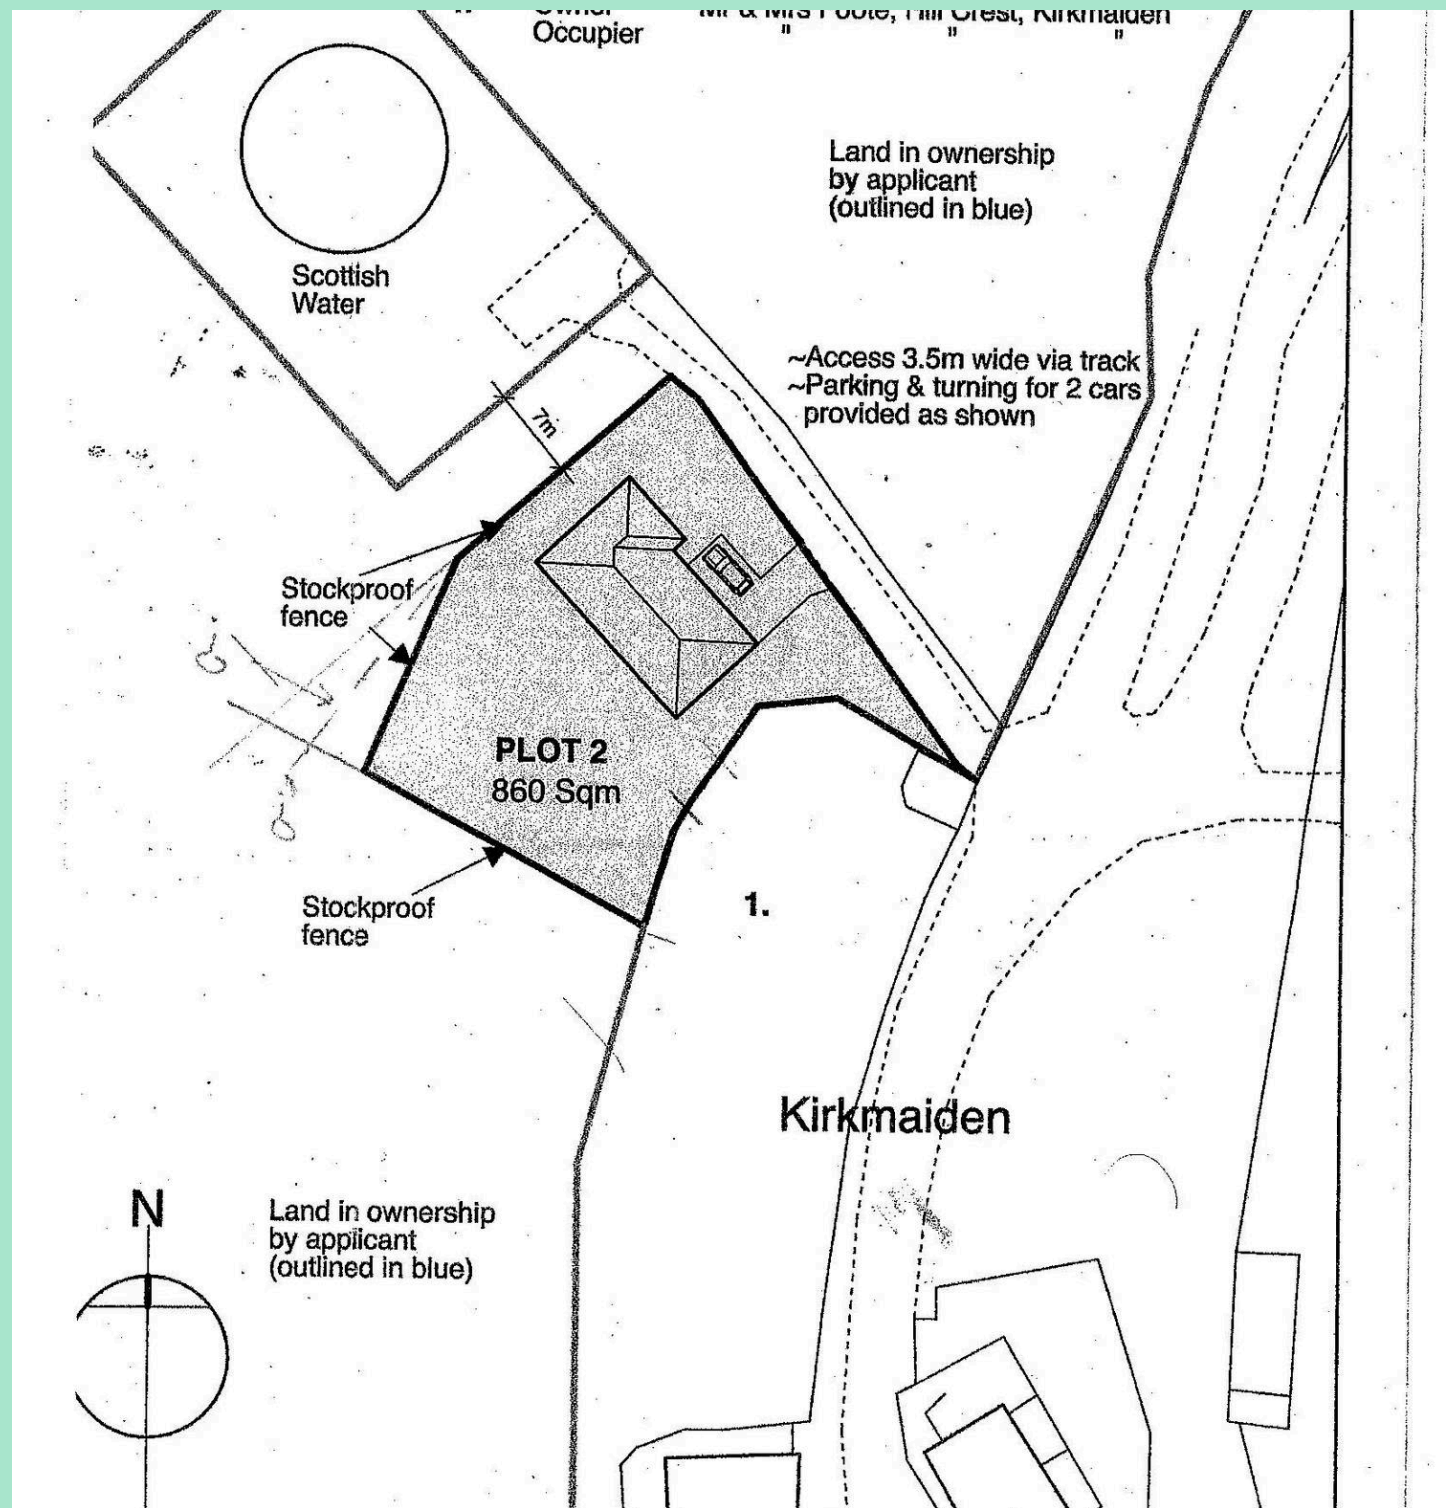 Occupier " " "
Land in ownership
by applicant
(outlined in blue)
Scottish
Water
~Access 3.5m wide via track
~Parking & turning for 2 cars
provided as shown
7m
Stockproof
fence
PLOT 2
860 Sqm
Stockproof
fence
1.
Kirkmaiden
N
Land in ownership
by applicant
(outlined in blue)